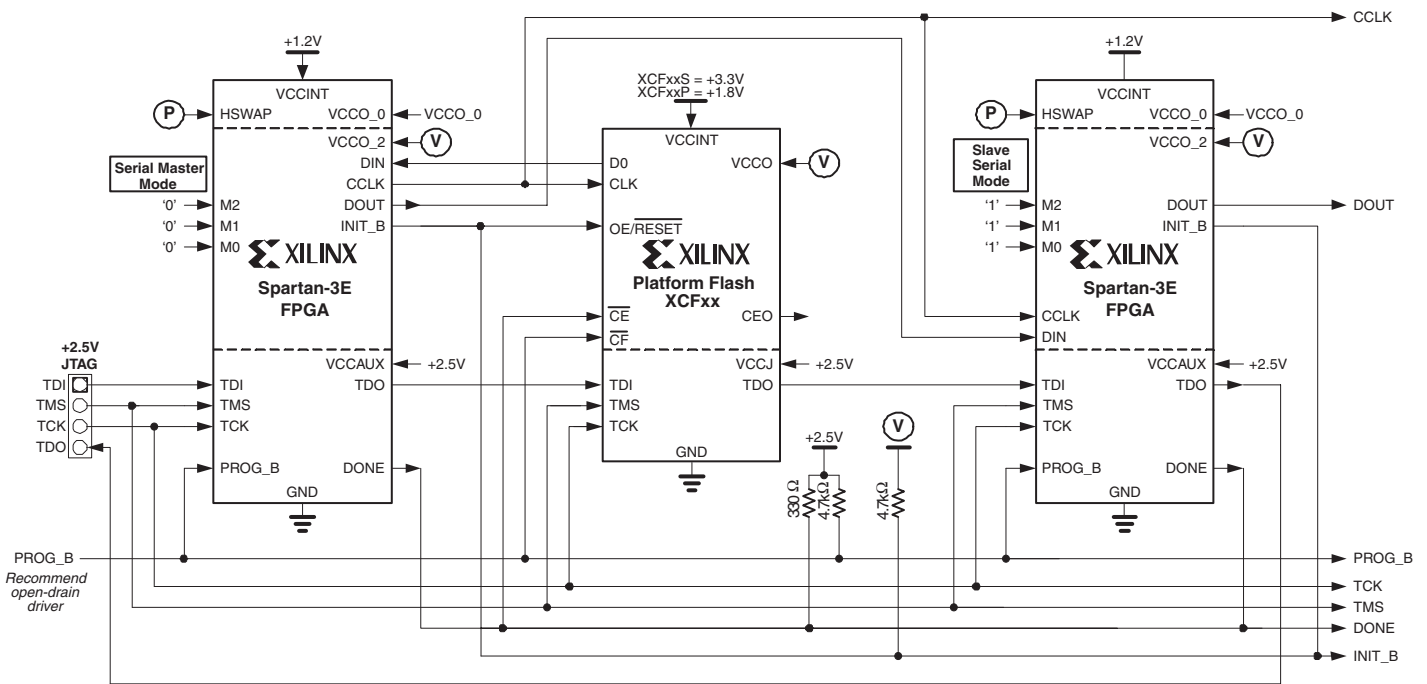 CCLK
+1.2V
VCCINT
P
HSWAP
VCCO_0
VCCO_0
VCCO_2
V
Serial Master
Mode
DIN
CCLK
DOUT
INIT_B
'0'
M2
'0'
M1
'0'
M0
XILINX
Spartan-3E
FPGA
VCCAUX
+2.5V
TDI
TDO
TMS
TCK
PROG_B
DONE
GND
+2.5V
JTAG
TDI
TMS
TCK
TDO
XCFxxS = +3.3V
XCFxxP = +1.8V
VCCINT
D0
VCCO
V
CLK
OE/RESET
XILINX
Platform Flash
XCFxx
CE
CEO
CF
VCCJ
+2.5V
TDI
TDO
TMS
TCK
GND
+2.5V
330 Ω
4.7kΩ
V
4.7kΩ
+1.2V
VCCINT
P
HSWAP
VCCO_0
VCCO_0
VCCO_2
V
Slave
Serial
Mode
'1'
M2
'1'
M1
'1'
M0
DOUT
DOUT
INIT_B
XILINX
Spartan-3E
FPGA
CCLK
DIN
VCCAUX
+2.5V
TDI
TDO
TMS
TCK
PROG_B
DONE
GND
PROG_B
Recommend
open-drain
driver
PROG_B
TCK
TMS
DONE
INIT_B